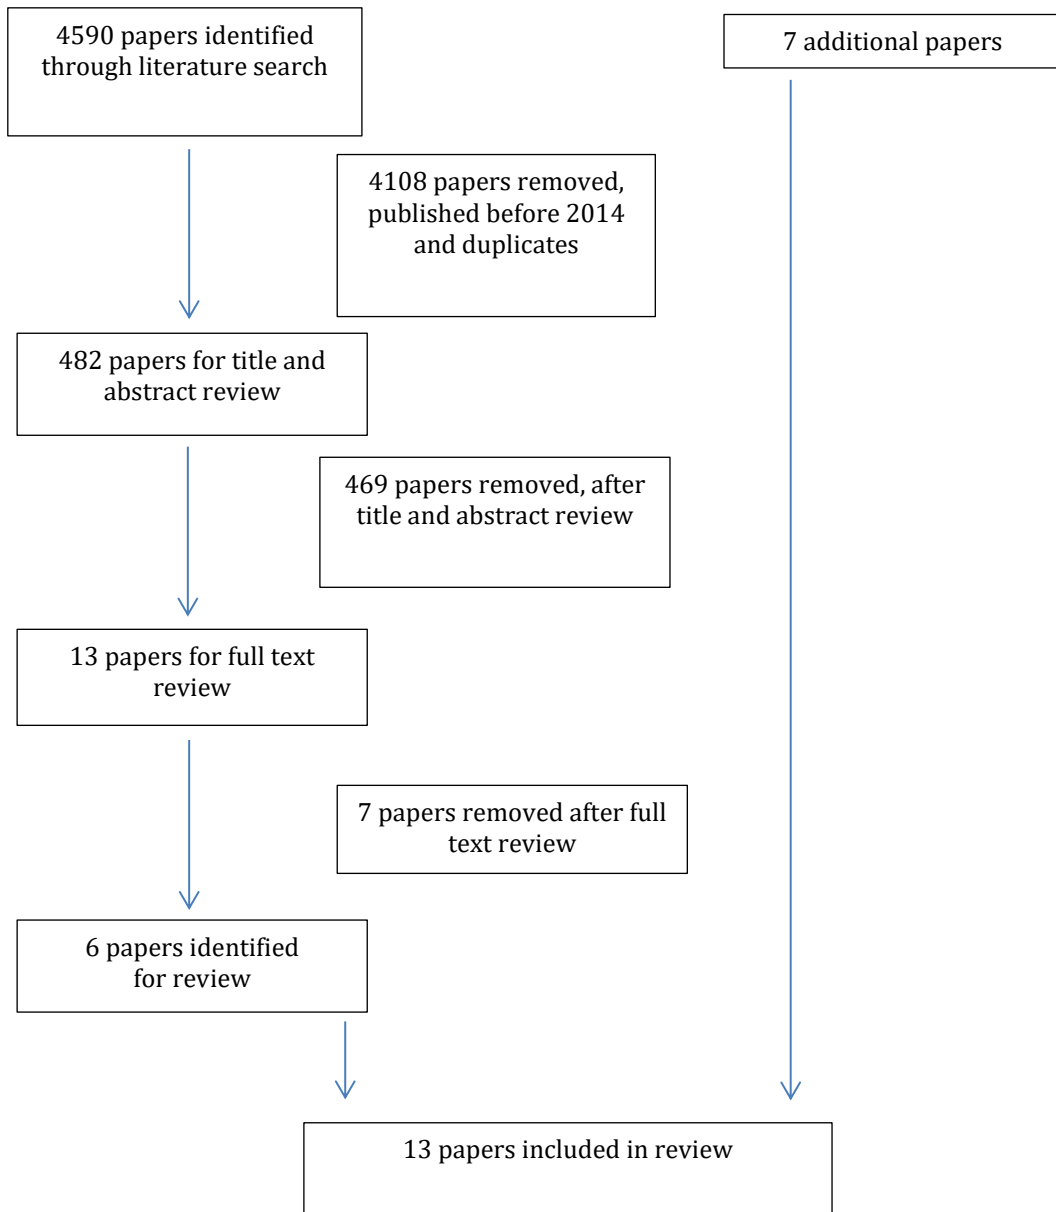 4590 papers identified
through literature search
7 additional papers
4108 papers removed,
published before 2014
and duplicates
482 papers for title and
abstract review
469 papers removed, after
title and abstract review
13 papers for full text
review
7 papers removed after full
text review
6 papers identified
for review
13 papers included in review